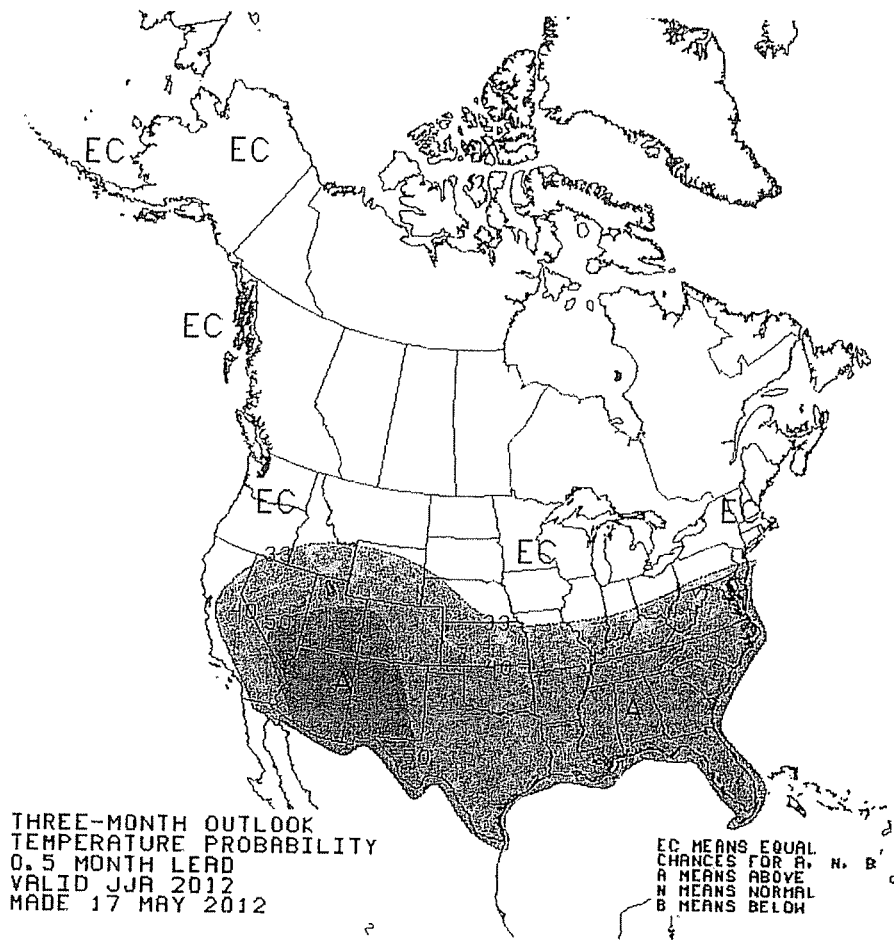 EC
EC
EC
EC
EC
EC
33
33
50
A
A
THREE-MONTH OUTLOOK
TEMPERATURE PROBABILITY
0.5 MONTH LEAD
VALID JJA 2012
MADE 17 MAY 2012
EC MEANS EQUAL
CHANCES FOR A, N, B
A MEANS ABOVE
N MEANS NORMAL
B MEANS BELOW